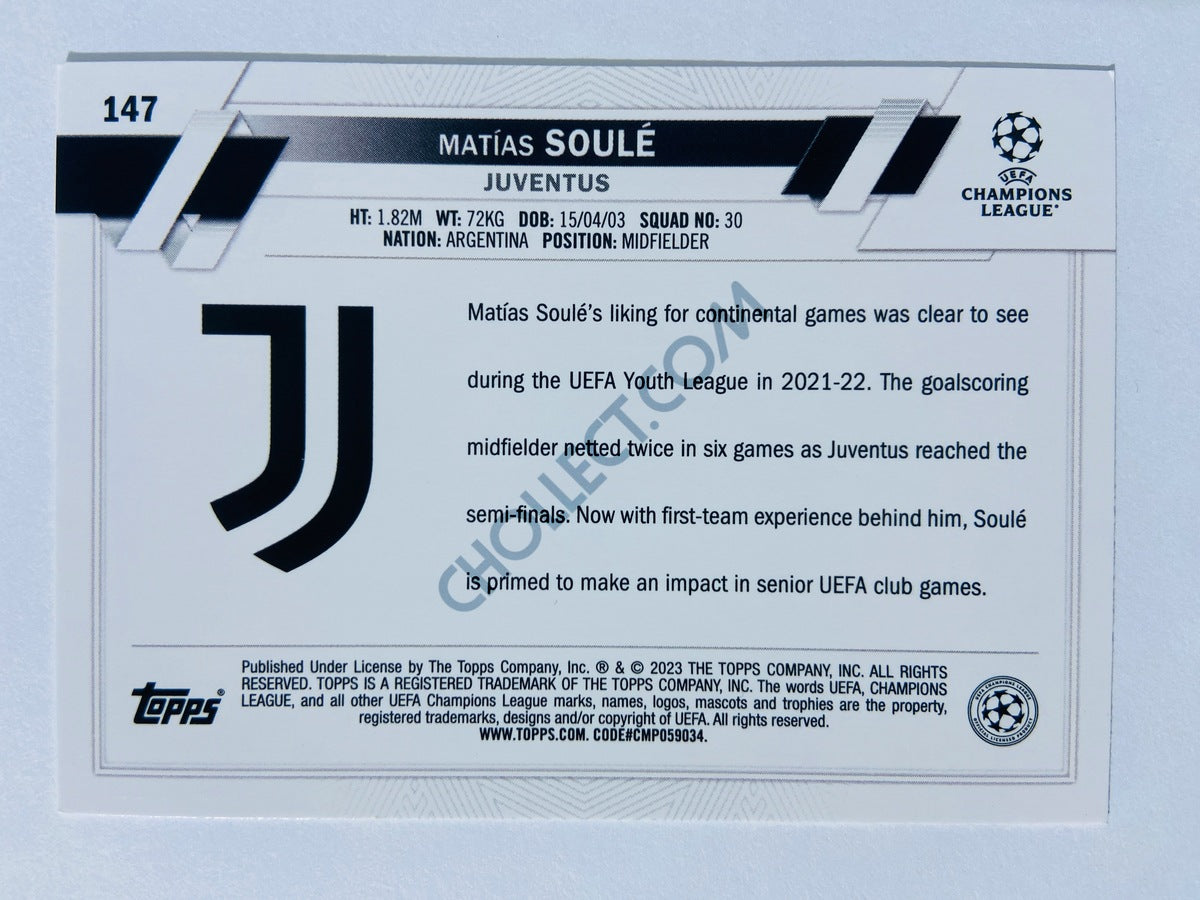 147
MATÍAS SOULÉ
JUVENTUS
HT: 1.82M WT: 72KG DOB: 15/04/03 SQUAD NO: 30
NATION: ARGENTINA POSITION: MIDFIELDER
UEFA
CHAMPIONS
LEAGUE®
Matías Soulé's liking for continental games was clear to see
during the UEFA Youth League in 2021-22. The goalscoring
midfielder netted twice in six games as Juventus reached the
semi-finals. Now with first-team experience behind him, Soulé
is primed to make an impact in senior UEFA club games.
CHOLLECT.COM
topps®
Published Under License by The Topps Company, Inc. ® & © 2023 THE TOPPS COMPANY, INC. ALL RIGHTS
RESERVED. TOPPS IS A REGISTERED TRADEMARK OF THE TOPPS COMPANY, INC. The words UEFA, CHAMPIONS
LEAGUE, and all other UEFA Champions League marks, names, logos, mascots and trophies are the property,
registered trademarks, designs and/or copyright of UEFA. All rights reserved.
WWW.TOPPS.COM. CODE#CMP059034.
UEFA CHAMPIONS LEAGUE
OFFICIAL LICENSED PRODUCT